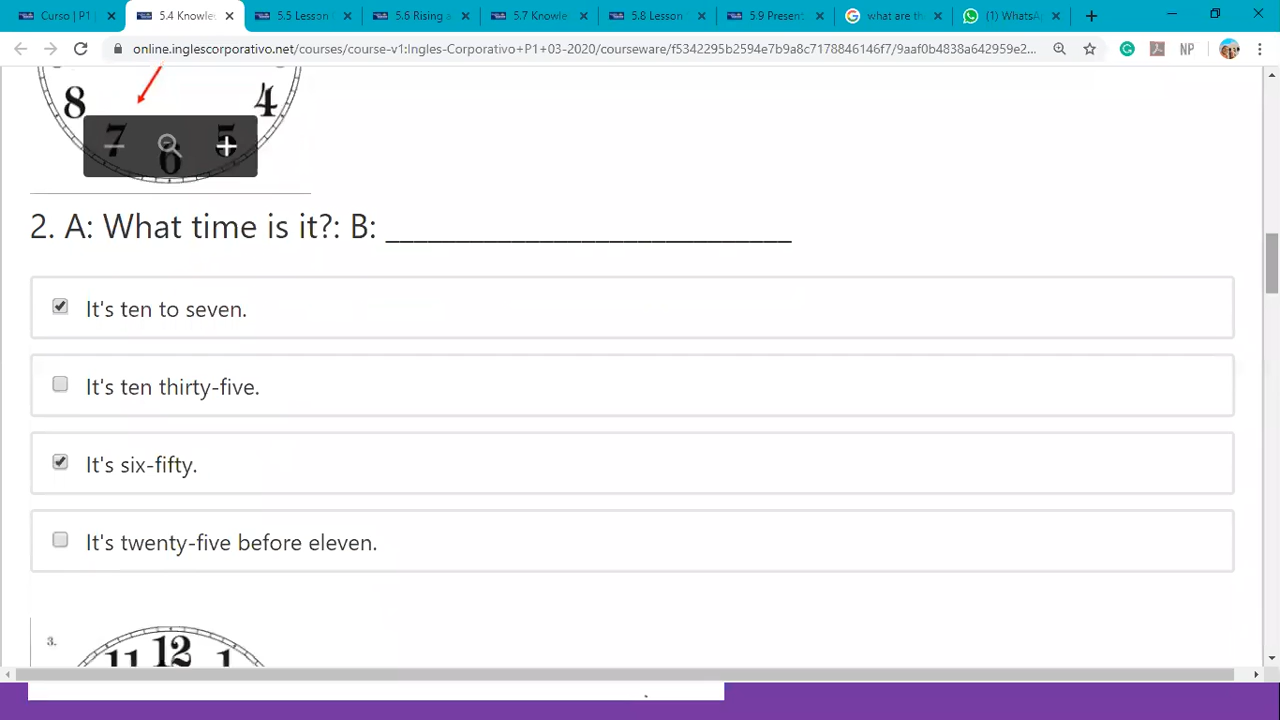 Curso | P1
5.4 Knowle
5.5 Lesson
5.6 Rising a
5.7 Knowle
5.8 Lesson
5.9 Presen
what are th
(1) WhatsA
online.inglescorporativo.net/courses/course-v1:Ingles-Corporativo+P1+03-2020/courseware/f5342295b2594e7b9a8c7178846146f7/9aaf0b4838a642959e2...
NP
8
4
7
5
6
2. A: What time is it?: B: ____________________________
It's ten to seven.
It's ten thirty-five.
It's six-fifty.
It's twenty-five before eleven.
3.
12
11
1